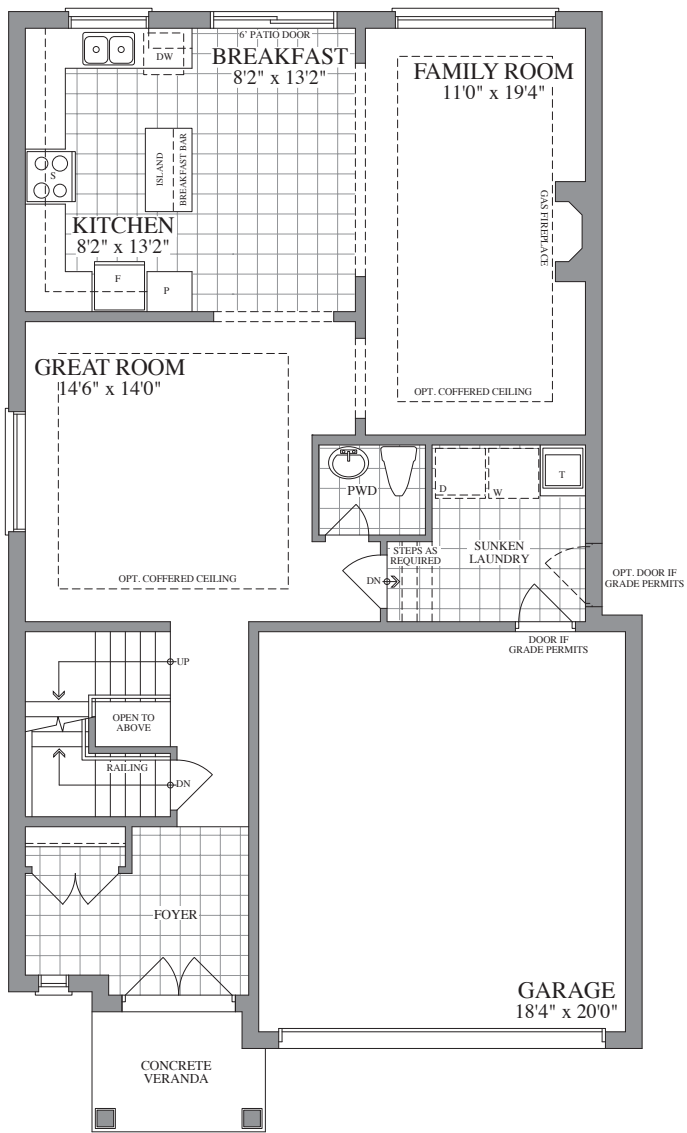 6' PATIO DOOR
DW
BREAKFAST
8'2" x 13'2"
FAMILY ROOM
11'0" x 19'4"
S
ISLAND
BREAKFAST BAR
KITCHEN
8'2" x 13'2"
GAS FIREPLACE
F
P
GREAT ROOM
14'6" x 14'0"
OPT. COFFERED CEILING
PWD
D
W
T
STEPS AS
REQUIRED
SUNKEN
LAUNDRY
DN
OPT. COFFERED CEILING
OPT. DOOR IF
GRADE PERMITS
DOOR IF
GRADE PERMITS
UP
OPEN TO
ABOVE
RAILING
DN
FOYER
GARAGE
18'4" x 20'0"
CONCRETE
VERANDA